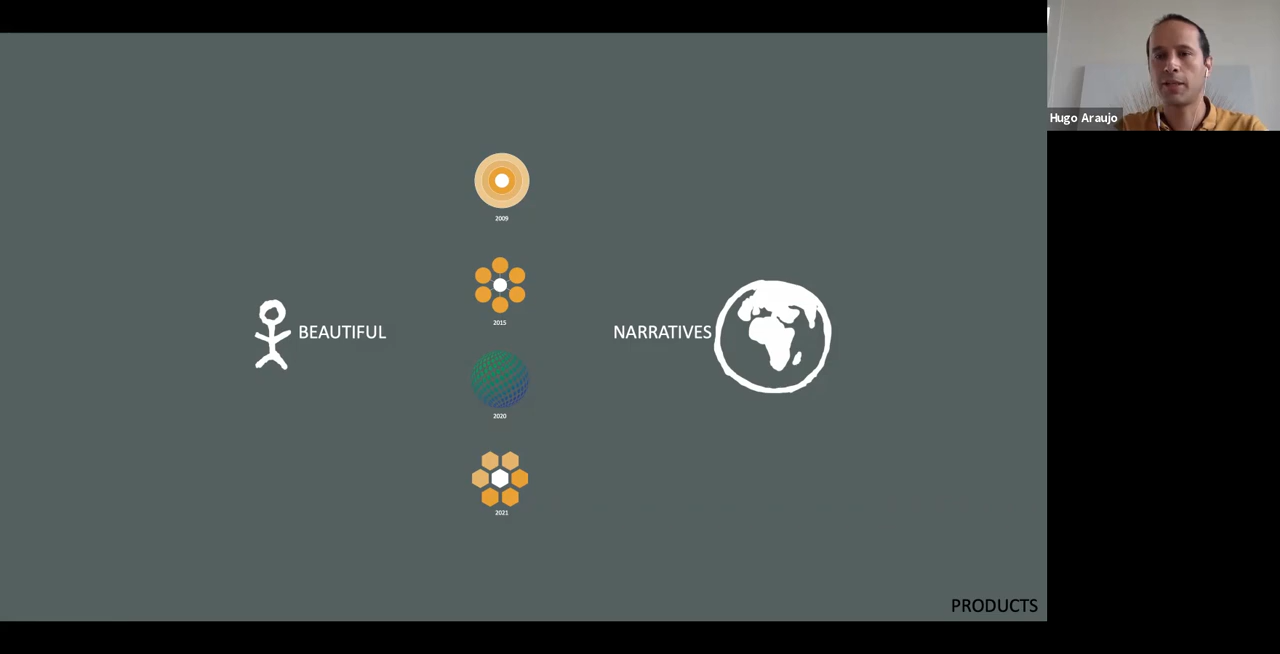 2009
2015
BEAUTIFUL
NARRATIVES
2020
2021
PRODUCTS
Hugo Araujo